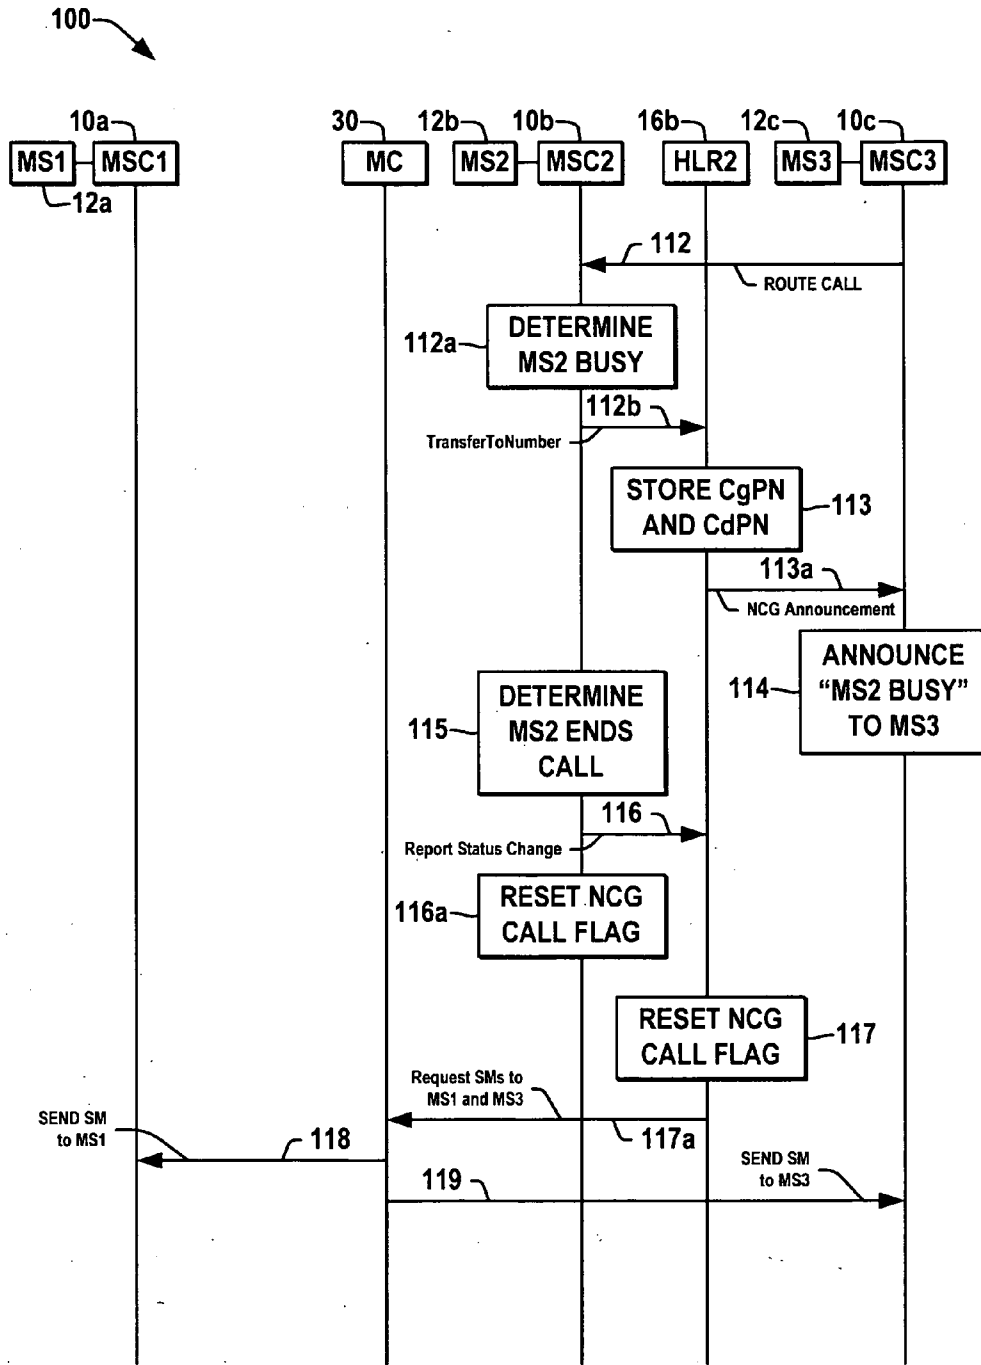 100
10a
30
12b
10b
16b
12c
10c
MS1
MSC1
MC
MS2
MSC2
HLR2
MS3
MSC3
12a
112
ROUTE CALL
112a
DETERMINE
MS2 BUSY
112b
TransferToNumber
STORE CgPN
AND CdPN
113
113a
NCG Announcement
114
ANNOUNCE
“MS2 BUSY”
TO MS3
115
DETERMINE
MS2 ENDS
CALL
116
Report Status Change
116a
RESET NCG
CALL FLAG
RESET NCG
CALL FLAG
117
Request SMs to
MS1 and MS3
117a
SEND SM
to MS1
118
119
SEND SM
to MS3